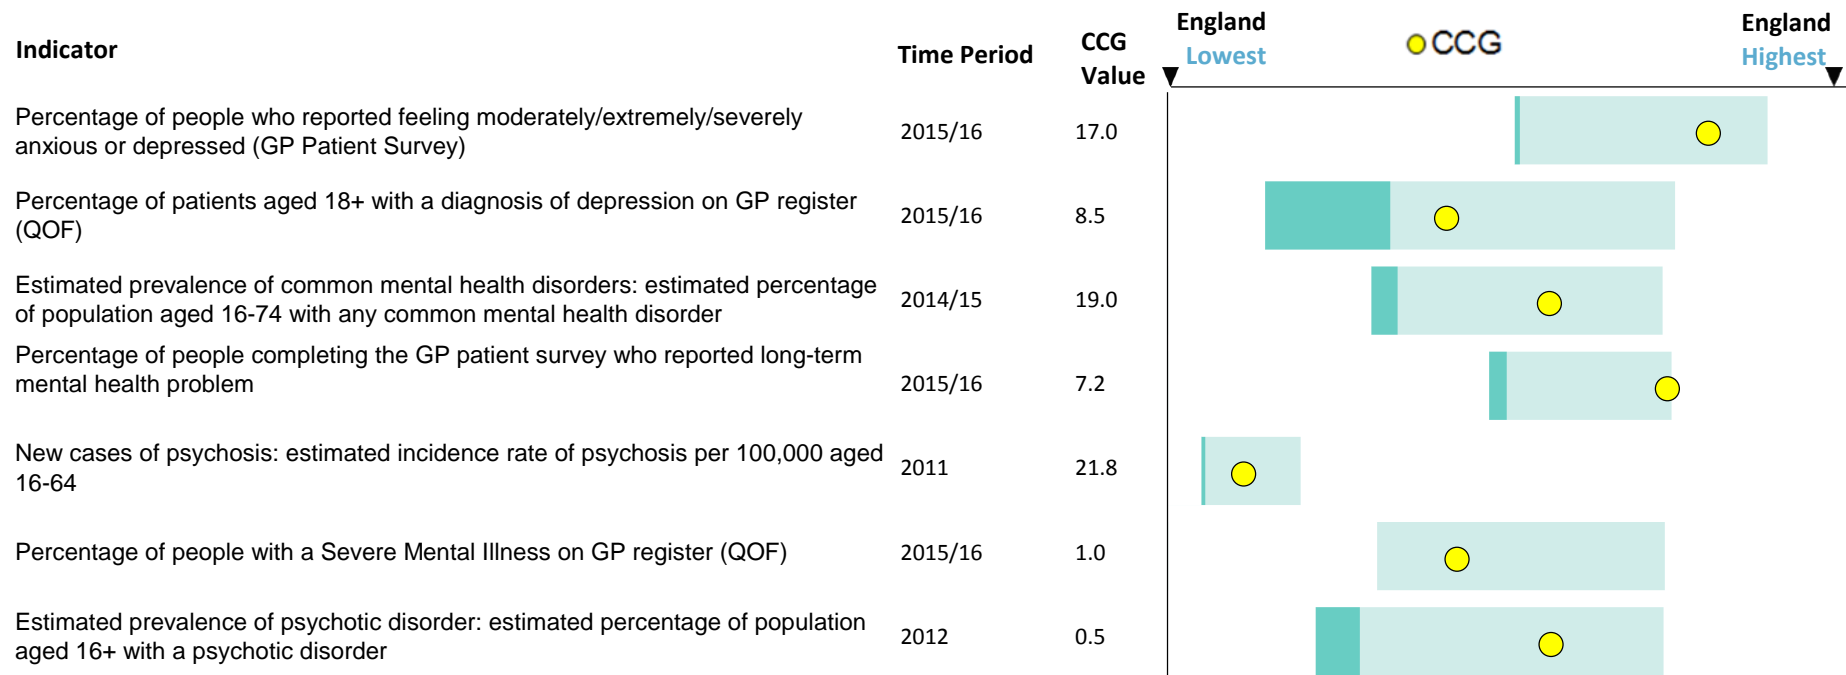 Indicator
Time Period
CCG
Value
England
Lowest
CCG
England
Highest
Percentage of people who reported feeling moderately/extremely/severely
anxious or depressed (GP Patient Survey)
2015/16
17.0
Percentage of patients aged 18+ with a diagnosis of depression on GP register
(QOF)
2015/16
8.5
Estimated prevalence of common mental health disorders: estimated percentage
of population aged 16-74 with any common mental health disorder
2014/15
19.0
Percentage of people completing the GP patient survey who reported long-term
mental health problem
2015/16
7.2
New cases of psychosis: estimated incidence rate of psychosis per 100,000 aged
16-64
2011
21.8
Percentage of people with a Severe Mental Illness on GP register (QOF)
2015/16
1.0
Estimated prevalence of psychotic disorder: estimated percentage of population
aged 16+ with a psychotic disorder
2012
0.5